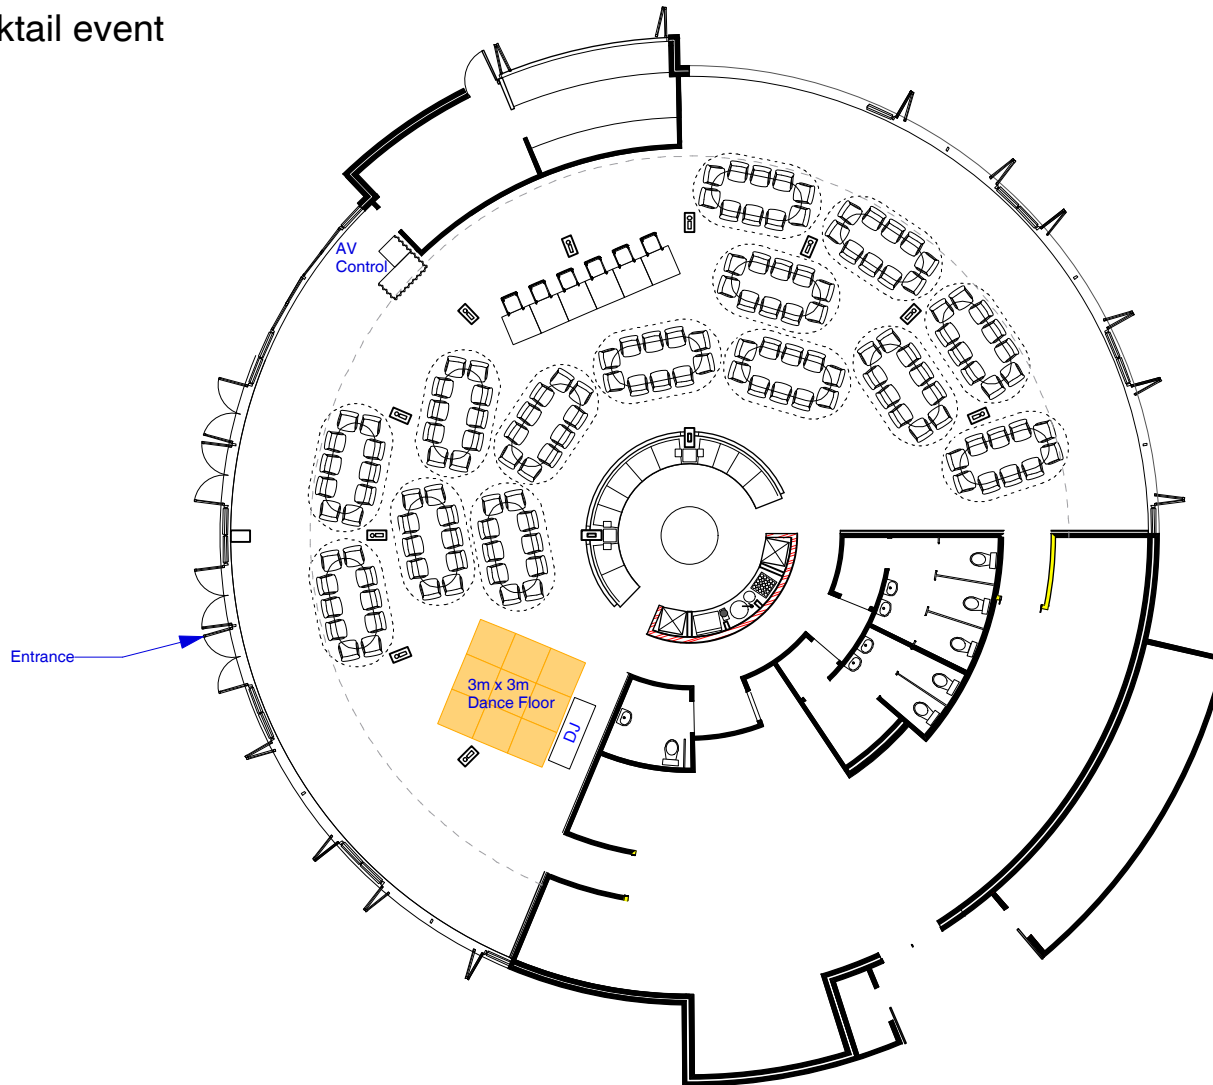 ktail event
AV
Control
Entrance
3m x 3m
Dance Floor
DJ